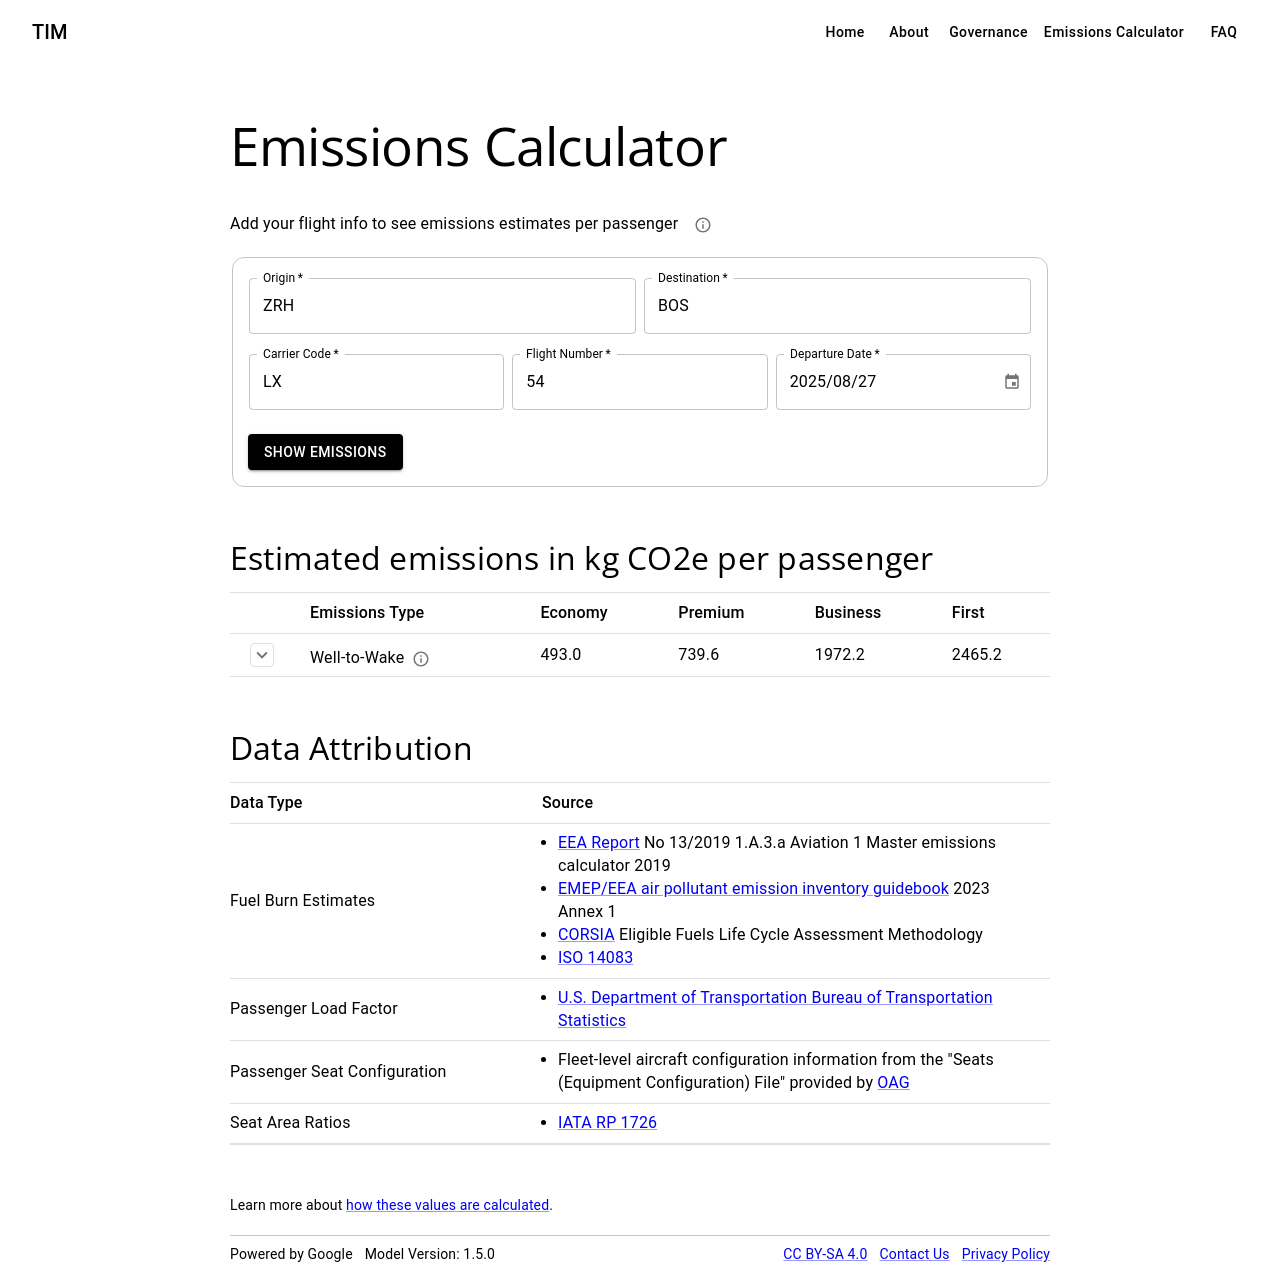 TIM
Home About Governance Emissions Calculator FAQ
Emissions Calculator
Add your flight info to see emissions estimates per passenger
Origin *
ZRH
Destination *
BOS
Carrier Code *
LX
Flight Number *
54
Departure Date *
2025/08/27
SHOW EMISSIONS
Estimated emissions in kg CO2e per passenger
Emissions Type Economy Premium Business First
Well-to-Wake 493.0 739.6 1972.2 2465.2
Data Attribution
Data Type Source
Fuel Burn Estimates
• EEA Report No 13/2019 1.A.3.a Aviation 1 Master emissions
calculator 2019
• EMEP/EEA air pollutant emission inventory guidebook 2023
Annex 1
• CORSIA Eligible Fuels Life Cycle Assessment Methodology
• ISO 14083
Passenger Load Factor
• U.S. Department of Transportation Bureau of Transportation
Statistics
Passenger Seat Configuration
• Fleet-level aircraft configuration information from the "Seats
(Equipment Configuration) File" provided by OAG
Seat Area Ratios
• IATA RP 1726
Learn more about how these values are calculated.
Powered by Google Model Version: 1.5.0 CC BY-SA 4.0 Contact Us Privacy Policy